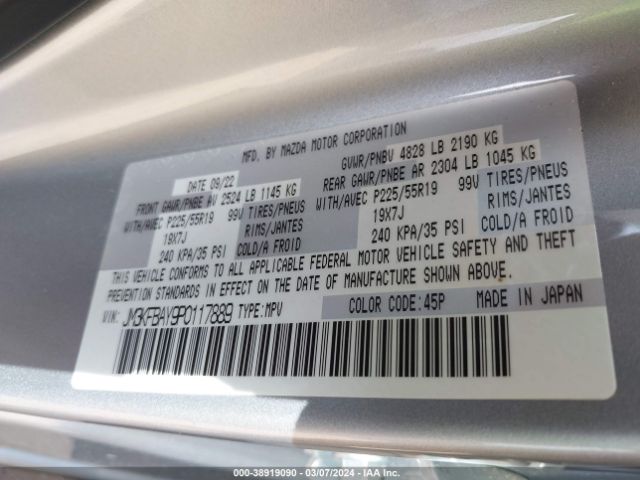 MFD. BY MAZDA MOTOR CORPORATION
DATE 09/22 GVWR/PNBV 4828 LB 2190 KG
FRONT GAWR/PNBE AV 2524 LB 1145 KG REAR GAWR/PNBE AR 2304 LB 1045 KG
WITH/AVEC P225/55R19 99V TIRES/PNEUS WITH/AVEC P225/55R19 99V TIRES/PNEUS
19X7J RIMS/JANTES 19X7J RIMS/JANTES
240 KPA/35 PSI COLD/A FROID 240 KPA/35 PSI COLD/A FROID
THIS VEHICLE CONFORMS TO ALL APPLICABLE FEDERAL MOTOR VEHICLE SAFETY AND THEFT
PREVENTION STANDARDS IN EFFECT ON THE DATE OF MANUFACTURE SHOWN ABOVE.
VIN: JM3KFBAY9P0117889 TYPE: MPV COLOR CODE: 45P MADE IN JAPAN
000-38919090 - 03/07/2024 - IAA Inc.